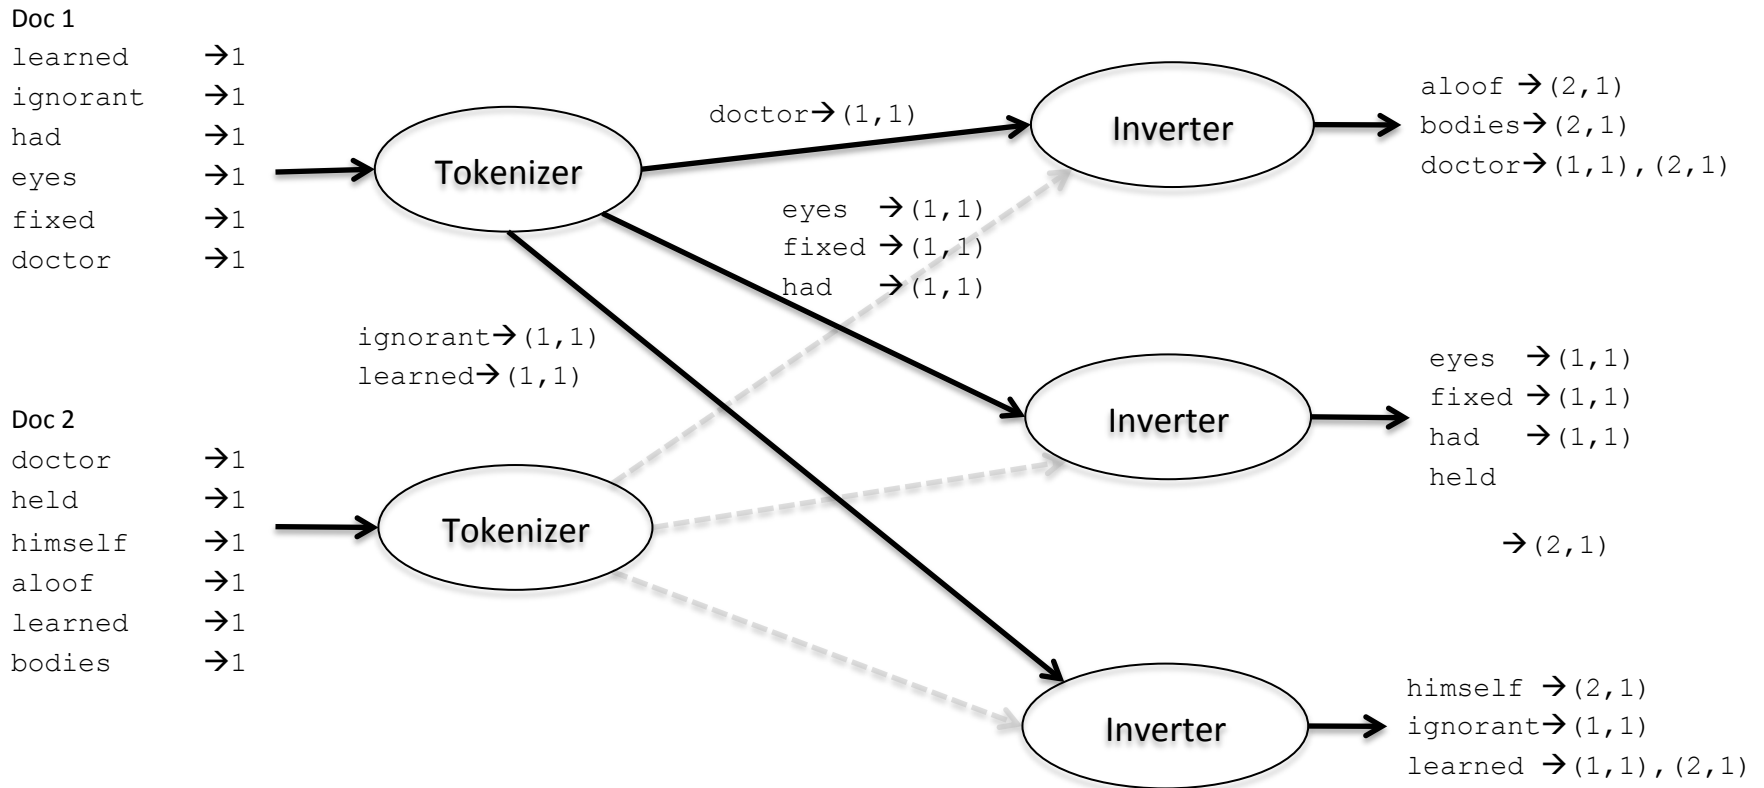 Doc 1
learned →1
ignorant →1
had →1
eyes →1
fixed →1
doctor →1
Doc 2
doctor →1
held →1
himself →1
aloof →1
learned →1
bodies →1
Tokenizer
Tokenizer
doctor→(1,1)
eyes →(1,1)
fixed →(1,1)
had →(1,1)
ignorant→(1,1)
learned→(1,1)
Inverter
Inverter
Inverter
aloof →(2,1)
bodies→(2,1)
doctor→(1,1),(2,1)
eyes →(1,1)
fixed →(1,1)
had →(1,1)
held
→(2,1)
himself →(2,1)
ignorant→(1,1)
learned →(1,1),(2,1)